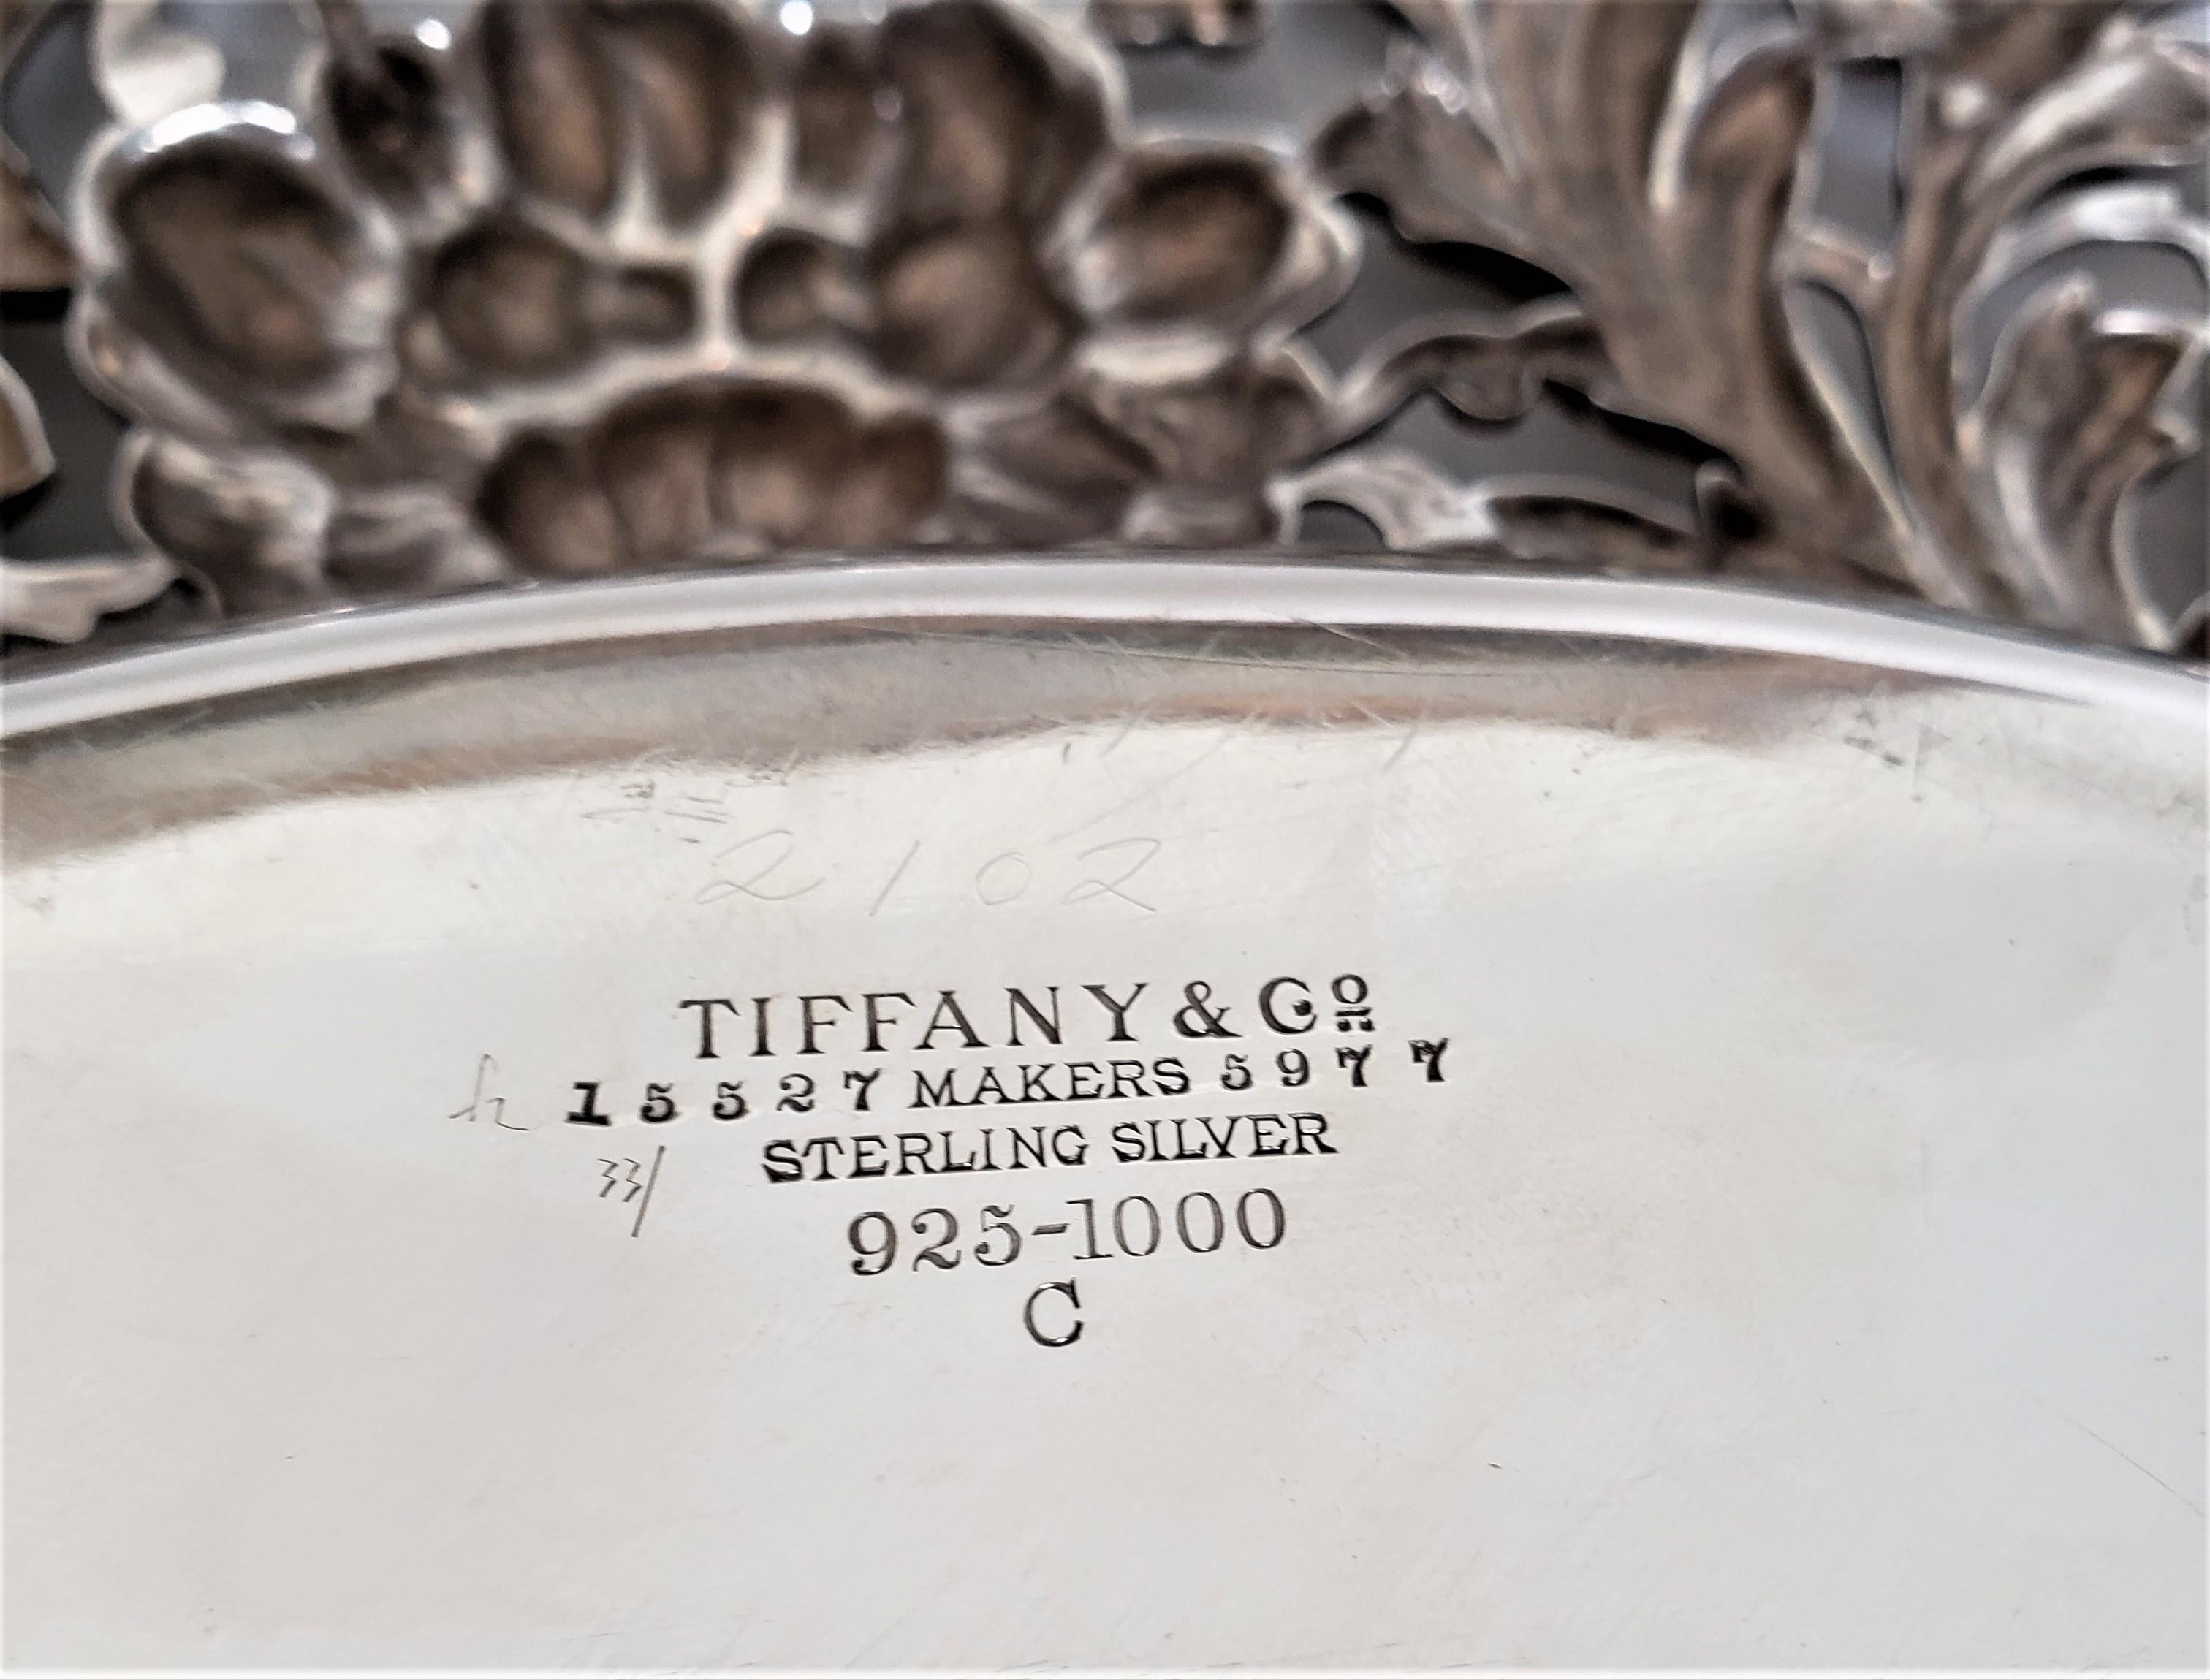 2102
TIFFANY & Cº
15527 MAKERS 5977
STERLING SILVER
33/
925-1000
C